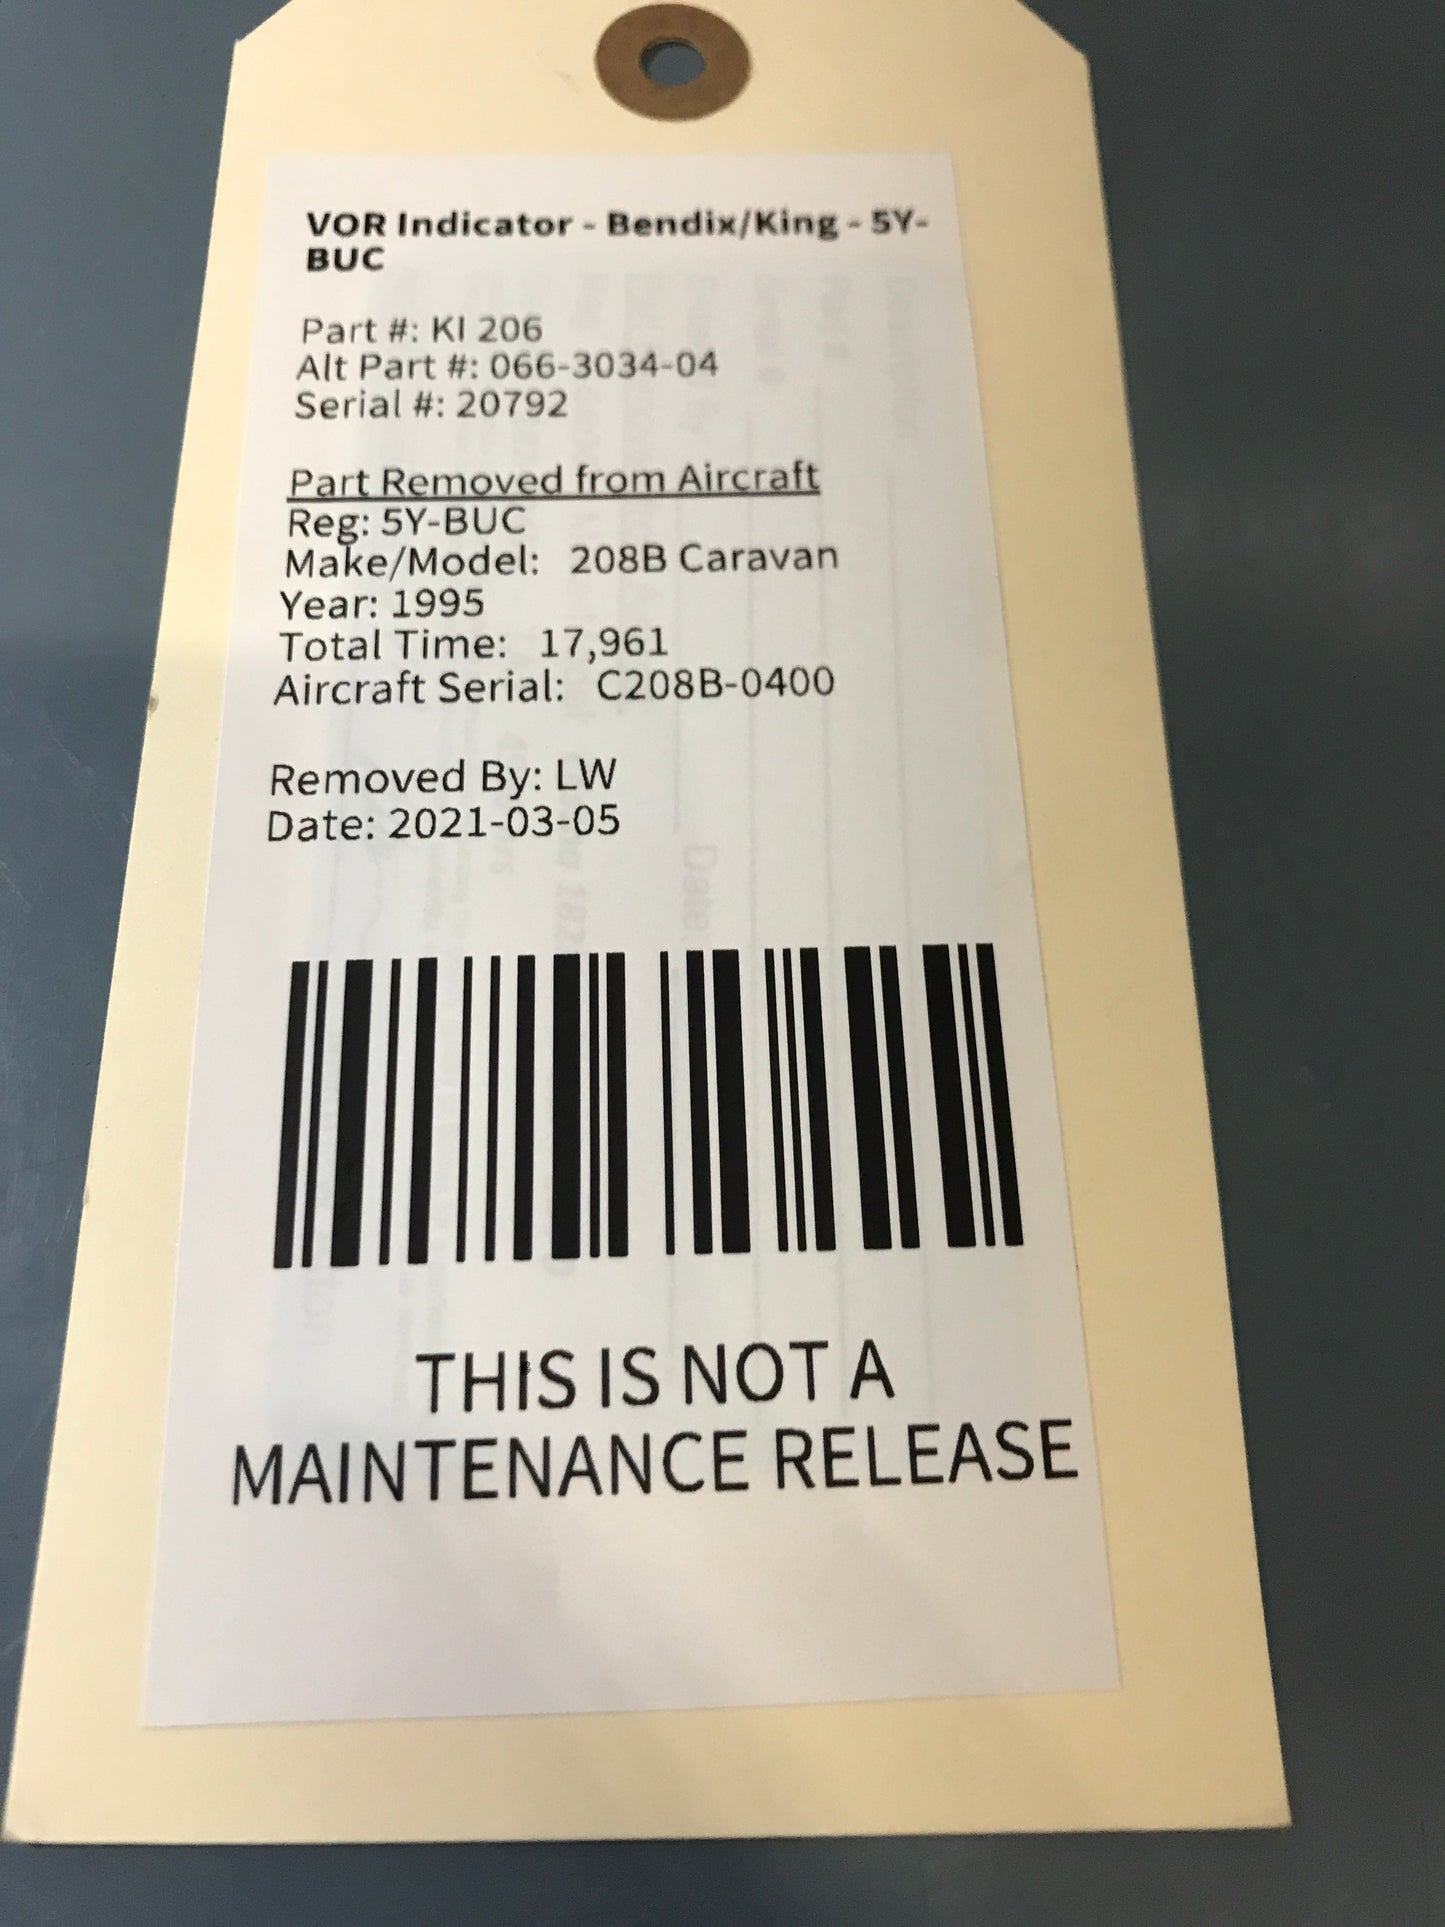 VOR Indicator - Bendix/King - 5Y-
BUC
Part #: KI 206
Alt Part #: 066-3034-04
Serial #: 20792
Part Removed from Aircraft
Reg: 5Y-BUC
Make/Model: 208B Caravan
Year: 1995
Total Time: 17,961
Aircraft Serial: C208B-0400
Removed By: LW
Date: 2021-03-05
THIS IS NOT A
MAINTENANCE RELEASE